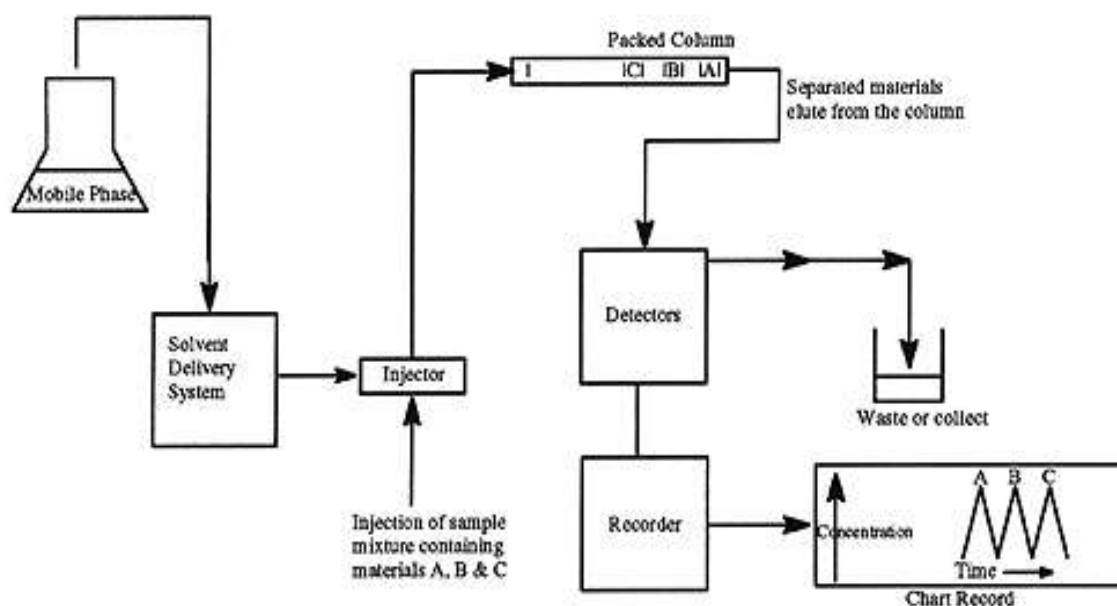 Packed Column
I |C| |B| |A|
Separated materials
elute from the column
Mobile Phase
Solvent
Delivery
System
Injector
Injection of sample
mixture containing
materials A, B & C
Detectors
Waste or collect
Recorder
A B C
Concentration
Time
Chart Record